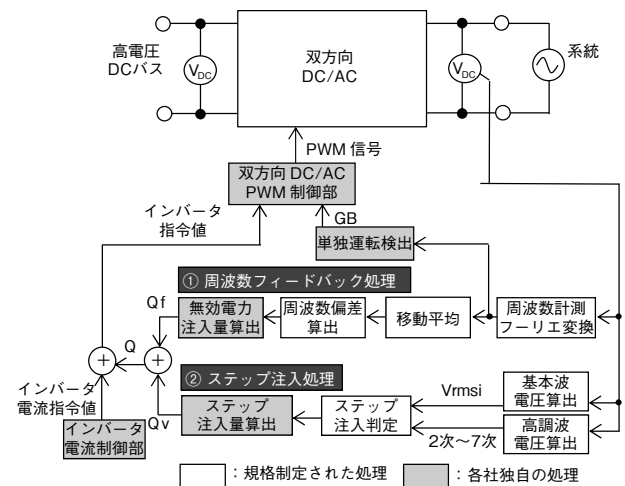 高電圧
DCバス
VDC
双方向
DC/AC
VDC
系統
PWM 信号
双方向 DC/AC
PWM 制御部
インバータ
指令値
GB
単独運転検出
① 周波数フィードバック処理
Qf
無効電力
注入量算出
周波数偏差
算出
移動平均
周波数計測
フーリエ変換
Q
+
+
② ステップ注入処理
インバータ
電流指令値
Qv
ステップ
注入量算出
ステップ
注入判定
Vrmsi
基本波
電圧算出
2次～7次
高調波
電圧算出
インバータ
電流制御部
：規格制定された処理
：各社独自の処理